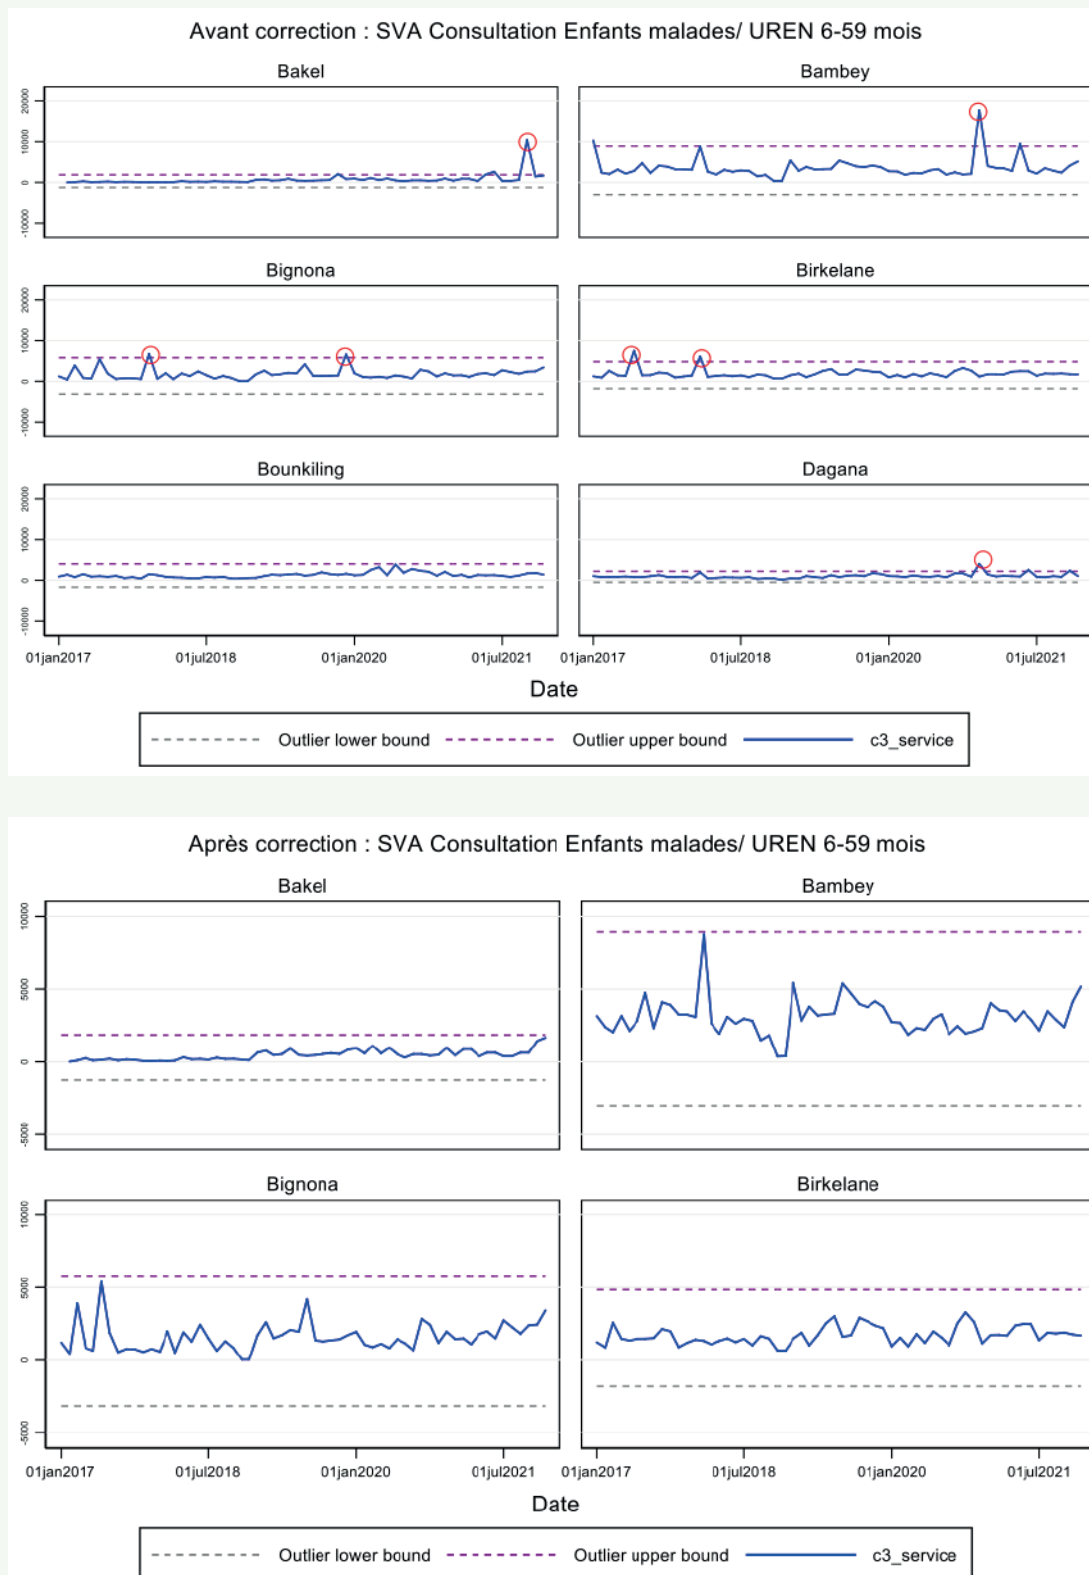 Avant correction : SVA Consultation Enfants malades/ UREN 6-59 mois
Bakel Bambey
20000
10000
0
-10000
Bignona Birkelane
20000
10000
0
-10000
Bounkiling Dagana
20000
10000
0
-10000
01jan2017 01jul2018 01jan2020 01jul2021 01jan2017 01jul2018 01jan2020 01jul2021
Date
Outlier lower bound Outlier upper bound c3_service
Après correction : SVA Consultation Enfants malades/ UREN 6-59 mois
Bakel Bambey
10000
5000
0
-5000
Bignona Birkelane
10000
5000
0
-5000
01jan2017 01jul2018 01jan2020 01jul2021 01jan2017 01jul2018 01jan2020 01jul2021
Date
Outlier lower bound Outlier upper bound c3_service